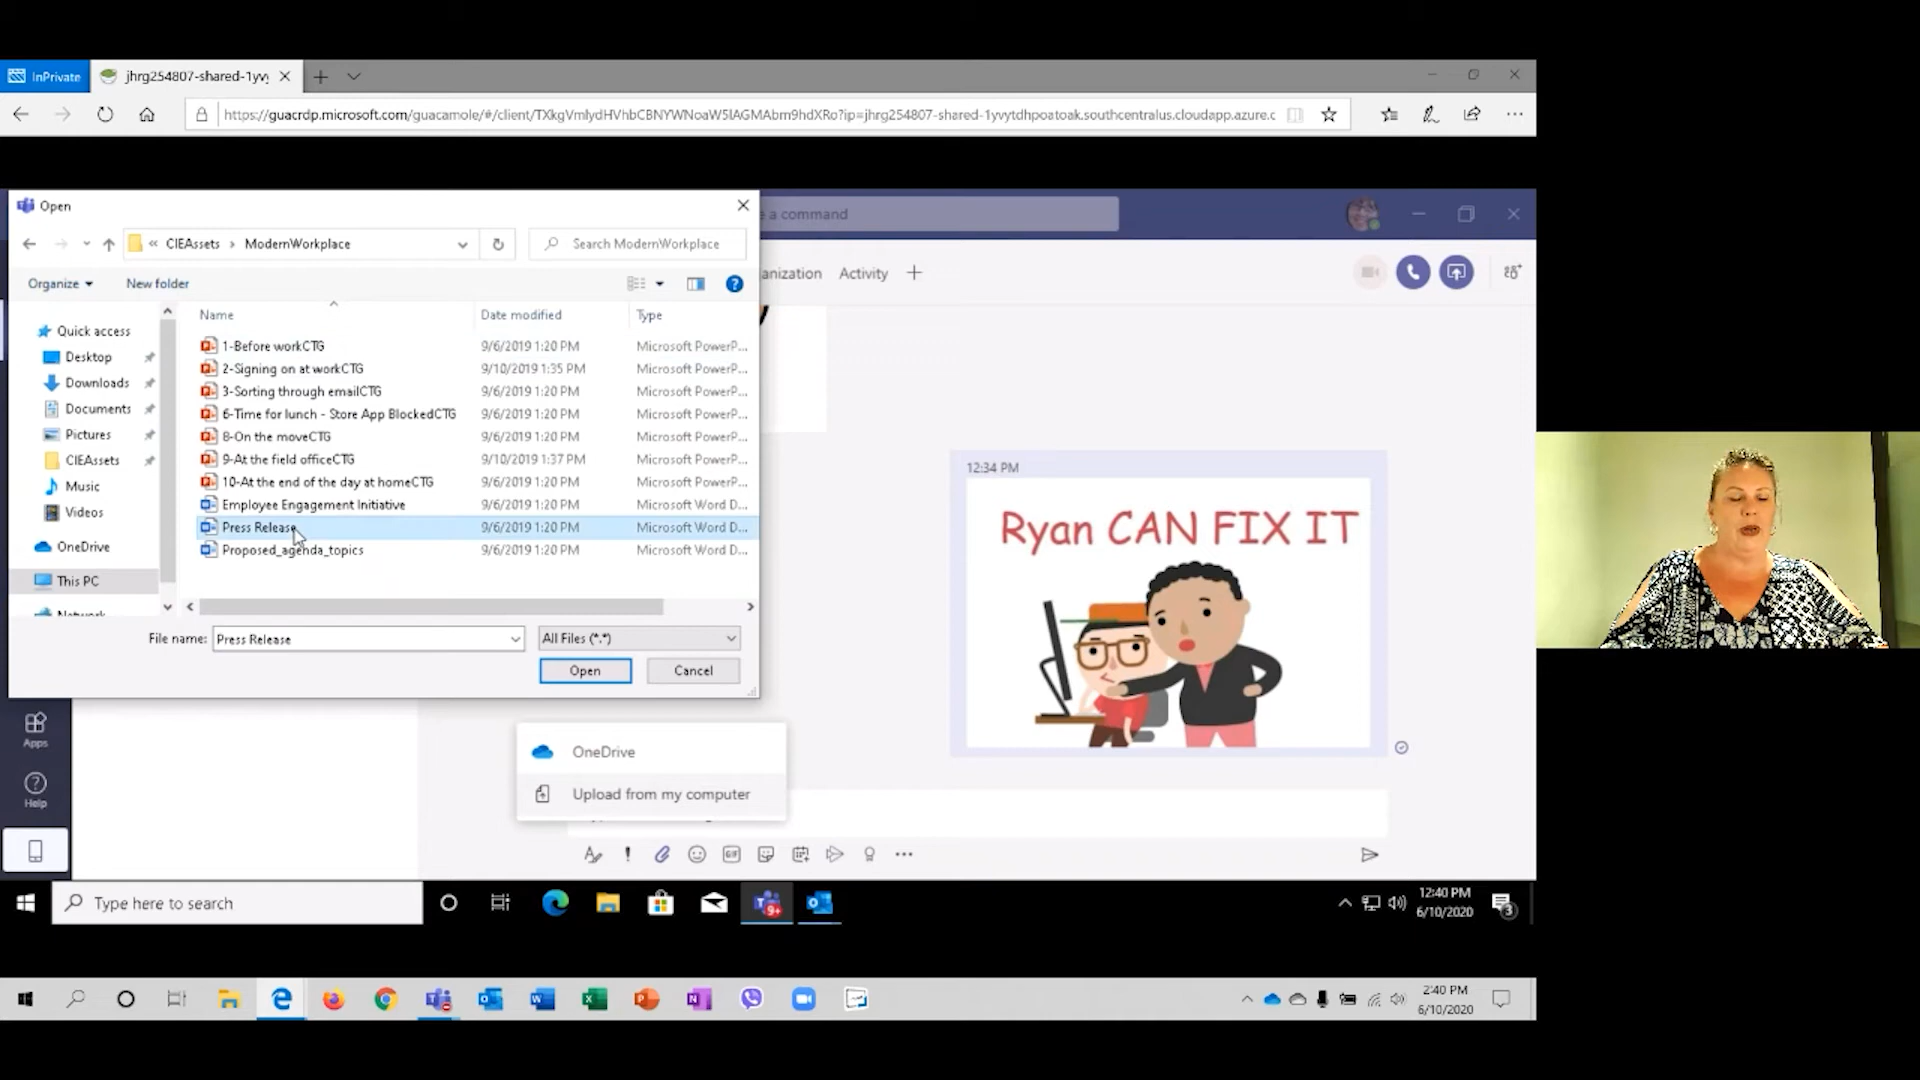 InPrivate
jhrg254807-shared-1yvy
https://guacrdp.microsoft.com/guacamole/#/client/TXkgVmlydHVhbCBNYWNoaW5lAGMAbm9hdXRo?ip=jhrg254807-shared-1yvytdhpoatoak.southcentralus.cloudapp.azure.c
Open
e a command
« CIEAssets › ModernWorkplace
Search ModernWorkplace
anization
Activity
Organize
New folder
Name
Date modified
Type
1-Before workCTG 9/6/2019 1:20 PM Microsoft PowerP...
2-Signing on at workCTG 9/10/2019 1:35 PM Microsoft PowerP...
3-Sorting through emailCTG 9/6/2019 1:20 PM Microsoft PowerP...
6-Time for lunch - Store App BlockedCTG 9/6/2019 1:20 PM Microsoft PowerP...
8-On the moveCTG 9/6/2019 1:20 PM Microsoft PowerP...
9-At the field officeCTG 9/10/2019 1:37 PM Microsoft PowerP...
10-At the end of the day at homeCTG 9/6/2019 1:20 PM Microsoft PowerP...
Employee Engagement Initiative 9/6/2019 1:20 PM Microsoft Word D...
Press Release 9/6/2019 1:20 PM Microsoft Word D...
Proposed_agenda_topics 9/6/2019 1:20 PM Microsoft Word D...
Quick access
Desktop
Downloads
Documents
Pictures
CIEAssets
Music
Videos
OneDrive
This PC
Network
File name: Press Release
All Files (*.*)
Open
Cancel
12:34 PM
Ryan CAN FIX IT
Apps
Help
OneDrive
Upload from my computer
GIF
Type here to search
9+
12:40 PM
6/10/2020
3
2:40 PM
6/10/2020